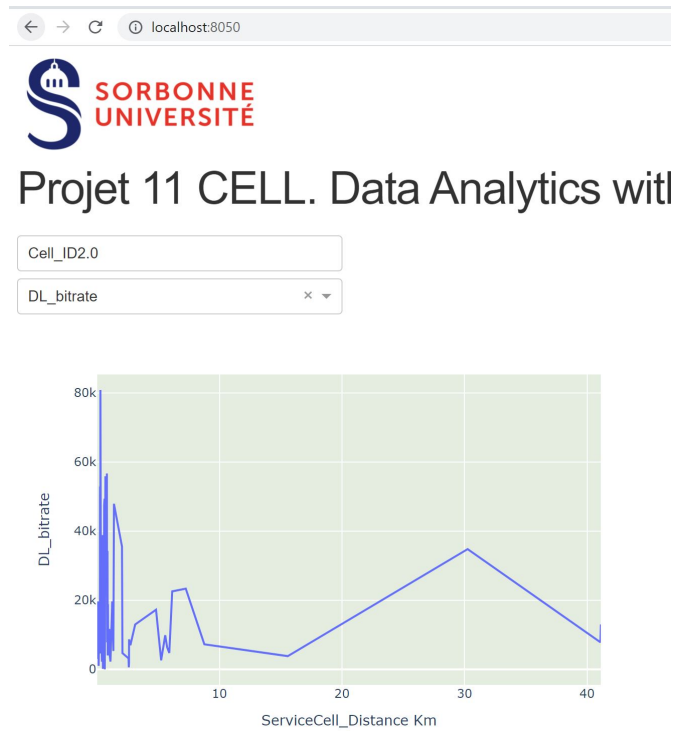 localhost:8050
SORBONNE
UNIVERSITÉ
Projet 11 CELL. Data Analytics
Cell_ID2.0
DL_bitrate
80k
60k
40k
20k
0
DL_bitrate
10 20 30 40
ServiceCell_Distance Km